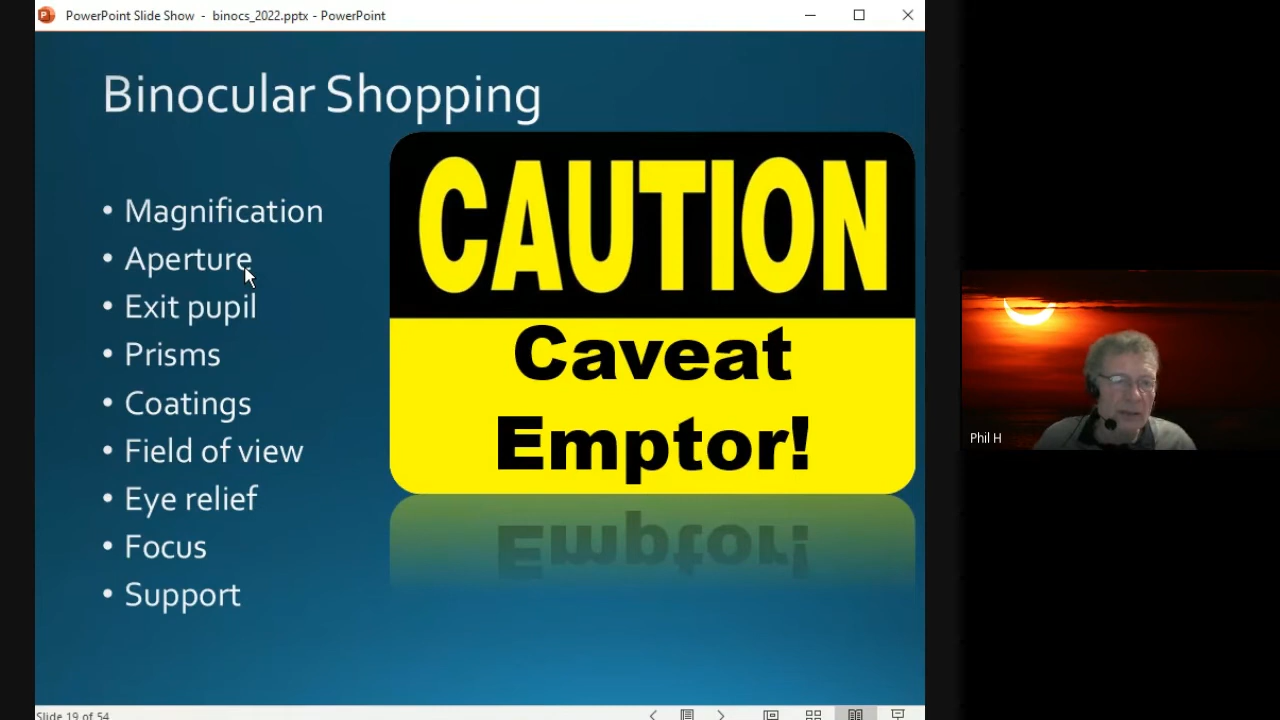 PowerPoint Slide Show - binocs_2022.pptx - PowerPoint
Binocular Shopping
• Magnification
• Aperture
• Exit pupil
• Prisms
• Coatings
• Field of view
• Eye relief
• Focus
• Support
CAUTION
Caveat
Emptor!
Phil H
Slide 19 of 54